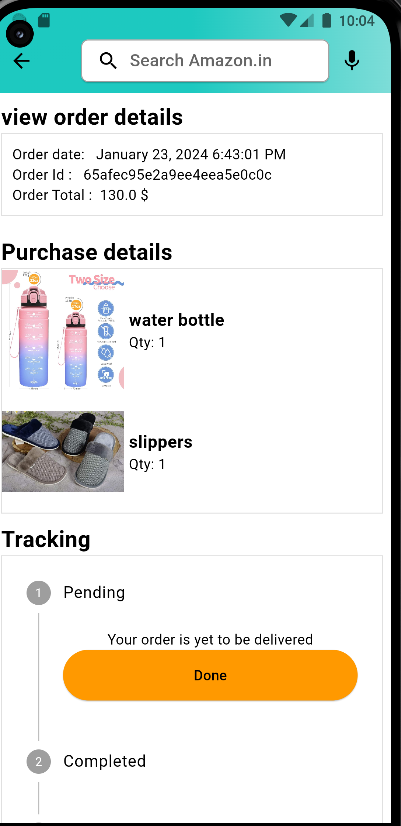 10:04
Search Amazon.in
view order details
Order date: January 23, 2024 6:43:01 PM
Order Id : 65afec95e2a9ee4eea5e0c0c
Order Total : 130.0 $
Purchase details
Two Size
water bottle
Qty: 1
slippers
Qty: 1
Tracking
1 Pending
Your order is yet to be delivered
Done
2 Completed